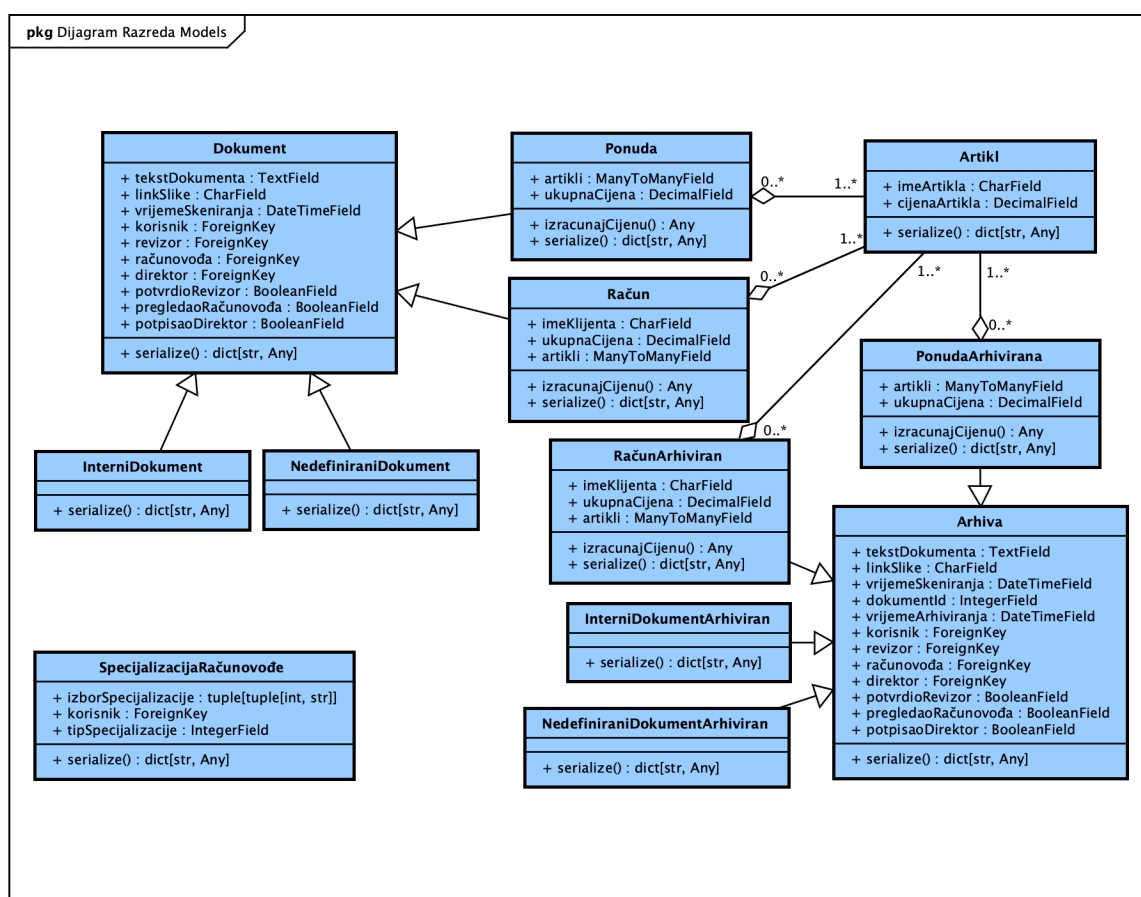 pkg Dijagram Razreda Models
Dokument
+ tekstDokumenta : TextField
+ linkSlike : CharField
+ vrijemeSkeniranja : DateTimeField
+ korisnik : ForeignKey
+ revizor : ForeignKey
+ računovođa : ForeignKey
+ direktor : ForeignKey
+ potvrdioRevizor : BooleanField
+ pregledaoRačunovođa : BooleanField
+ potpisaoDirektor : BooleanField
+ serialize() : dict[str, Any]
Ponuda
+ artikli : ManyToManyField
+ ukupnaCijena : DecimalField
+ izracunajCijenu() : Any
+ serialize() : dict[str, Any]
0..*
1..*
Artikl
+ imeArtikla : CharField
+ cijenaArtikla : DecimalField
+ serialize() : dict[str, Any]
1..*
0..*
1..*
1..*
Račun
+ imeKlijenta : CharField
+ ukupnaCijena : DecimalField
+ artikli : ManyToManyField
+ izracunajCijenu() : Any
+ serialize() : dict[str, Any]
0..*
0..*
PonudaArhivirana
+ artikli : ManyToManyField
+ ukupnaCijena : DecimalField
+ izracunajCijenu() : Any
+ serialize() : dict[str, Any]
InterniDokument
+ serialize() : dict[str, Any]
NedefiniraniDokument
+ serialize() : dict[str, Any]
RačunArhiviran
+ imeKlijenta : CharField
+ ukupnaCijena : DecimalField
+ artikli : ManyToManyField
+ izracunajCijenu() : Any
+ serialize() : dict[str, Any]
Arhiva
+ tekstDokumenta : TextField
+ linkSlike : CharField
+ vrijemeSkeniranja : DateTimeField
+ dokumentId : IntegerField
+ vrijemeArhiviranja : DateTimeField
+ korisnik : ForeignKey
+ revizor : ForeignKey
+ računovođa : ForeignKey
+ direktor : ForeignKey
+ potvrdioRevizor : BooleanField
+ pregledaoRačunovođa : BooleanField
+ potpisaoDirektor : BooleanField
+ serialize() : dict[str, Any]
InterniDokumentArhiviran
+ serialize() : dict[str, Any]
NedefiniraniDokumentArhiviran
+ serialize() : dict[str, Any]
SpecijalizacijaRačunovođe
+ izborSpecijalizacije : tuple[tuple[int, str]]
+ korisnik : ForeignKey
+ tipSpecijalizacije : IntegerField
+ serialize() : dict[str, Any]